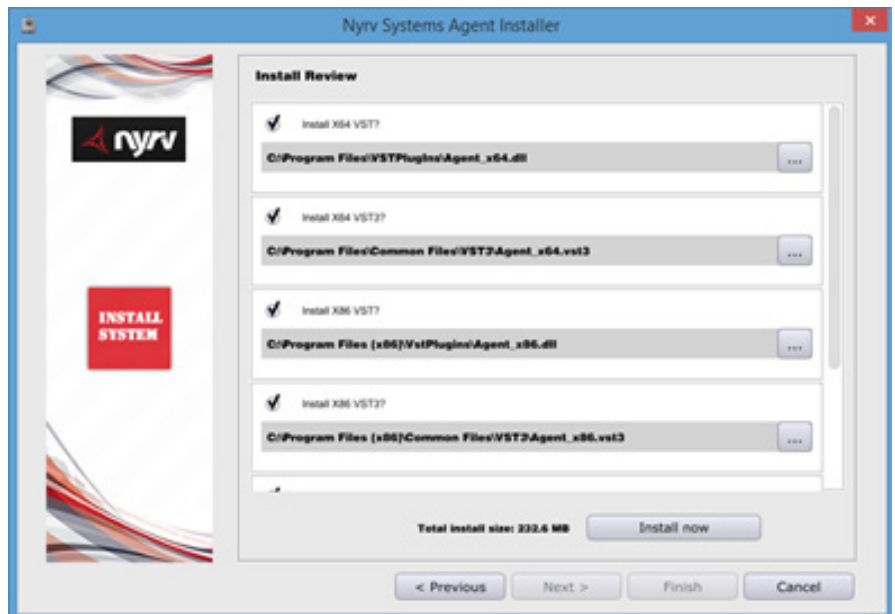 Nyrv Systems Agent Installer
nyrv
INSTALL
SYSTEM
Install Review
Install X64 VST?
C:\Program Files\VSTPlugIns\Agent_x64.dll
...
Install X64 VST3?
C:\Program Files\Common Files\VST3\Agent_x64.vst3
...
Install X86 VST?
C:\Program Files (x86)\VstPlugins\Agent_x86.dll
...
Install X86 VST3?
C:\Program Files (x86)\Common Files\VST3\Agent_x86.vst3
...
Total install size: 232.6 MB
Install now
< Previous
Next >
Finish
Cancel